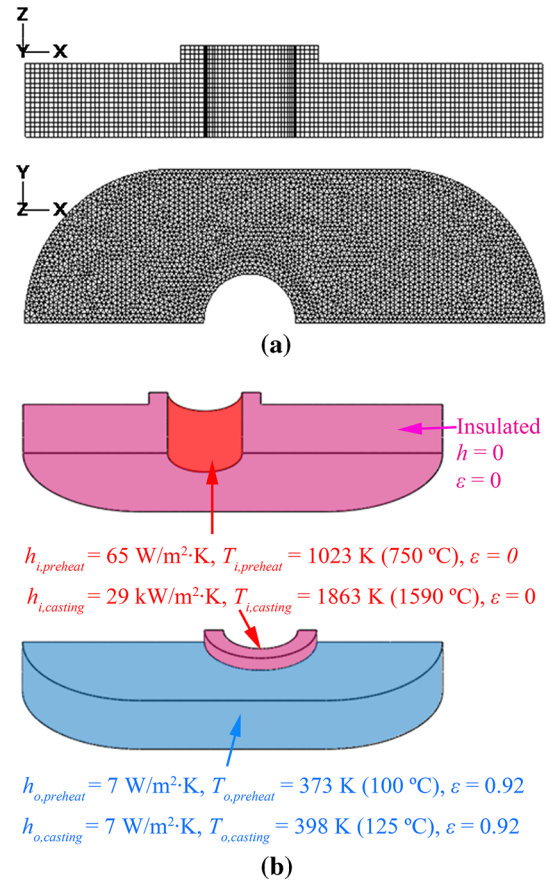 Z
Y X
Y
Z X
(a)
Insulated
h = 0
ε = 0
h_i,preheat = 65 W/m²·K, T_i,preheat = 1023 K (750 ºC), ε = 0
h_i,casting = 29 kW/m²·K, T_i,casting = 1863 K (1590 ºC), ε = 0
h_o,preheat = 7 W/m²·K, T_o,preheat = 373 K (100 ºC), ε = 0.92
h_o,casting = 7 W/m²·K, T_o,casting = 398 K (125 ºC), ε = 0.92
(b)